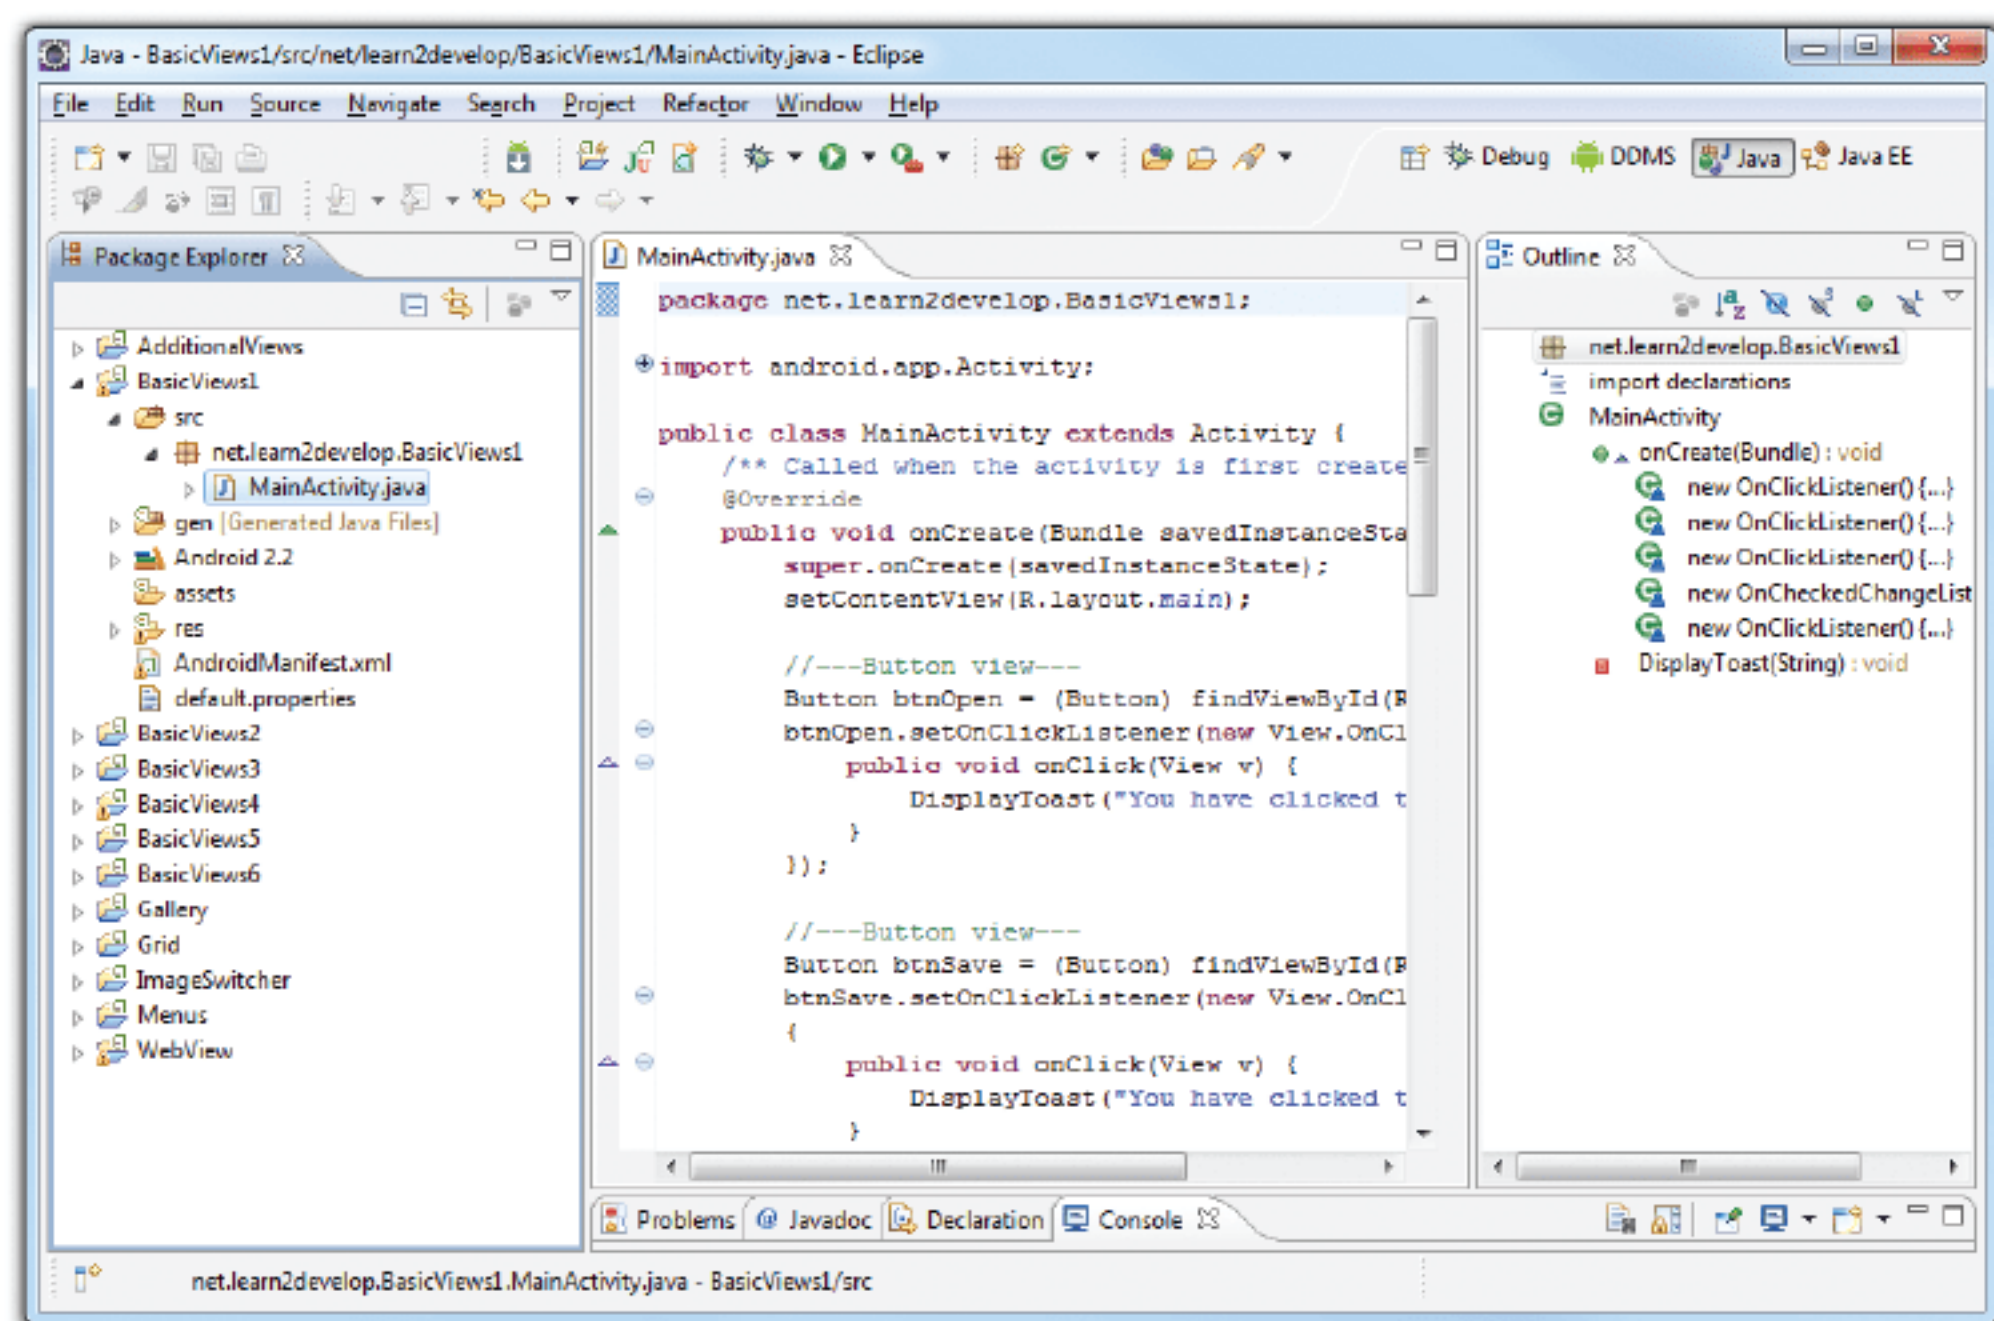 Java - BasicViews1/src/net/learn2develop/BasicViews1/MainActivity.java - Eclipse
File Edit Run Source Navigate Search Project Refactor Window Help
Debug DDMS Java Java EE
Package Explorer
AdditionalViews
BasicViews1
src
net.learn2develop.BasicViews1
MainActivity.java
gen [Generated Java Files]
Android 2.2
assets
res
AndroidManifest.xml
default.properties
BasicViews2
BasicViews3
BasicViews4
BasicViews5
BasicViews6
Gallery
Grid
ImageSwitcher
Menus
WebView
MainActivity.java
package net.learn2develop.BasicViews1;
import android.app.Activity;
public class MainActivity extends Activity {
/** Called when the activity is first create
@Override
public void onCreate(Bundle savedInstanceSta
super.onCreate(savedInstanceState);
setContentView(R.layout.main);
//---Button view---
Button btnOpen = (Button) findViewById(R
btnOpen.setOnClickListener(new View.OnCl
public void onClick(View v) {
DisplayToast("You have clicked t
}
});
//---Button view---
Button btnSave = (Button) findViewById(R
btnSave.setOnClickListener(new View.OnCl
{
public void onClick(View v) {
DisplayToast("You have clicked t
}
Outline
net.learn2develop.BasicViews1
import declarations
MainActivity
onCreate(Bundle) : void
new OnClickListener() {...}
new OnClickListener() {...}
new OnClickListener() {...}
new OnCheckedChangeList
new OnClickListener() {...}
DisplayToast(String) : void
Problems Javadoc Declaration Console
net.learn2develop.BasicViews1.MainActivity.java - BasicViews1/src